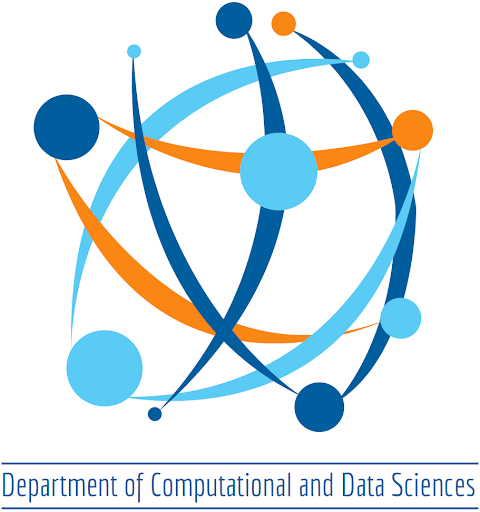 Department of Computational and Data Sciences